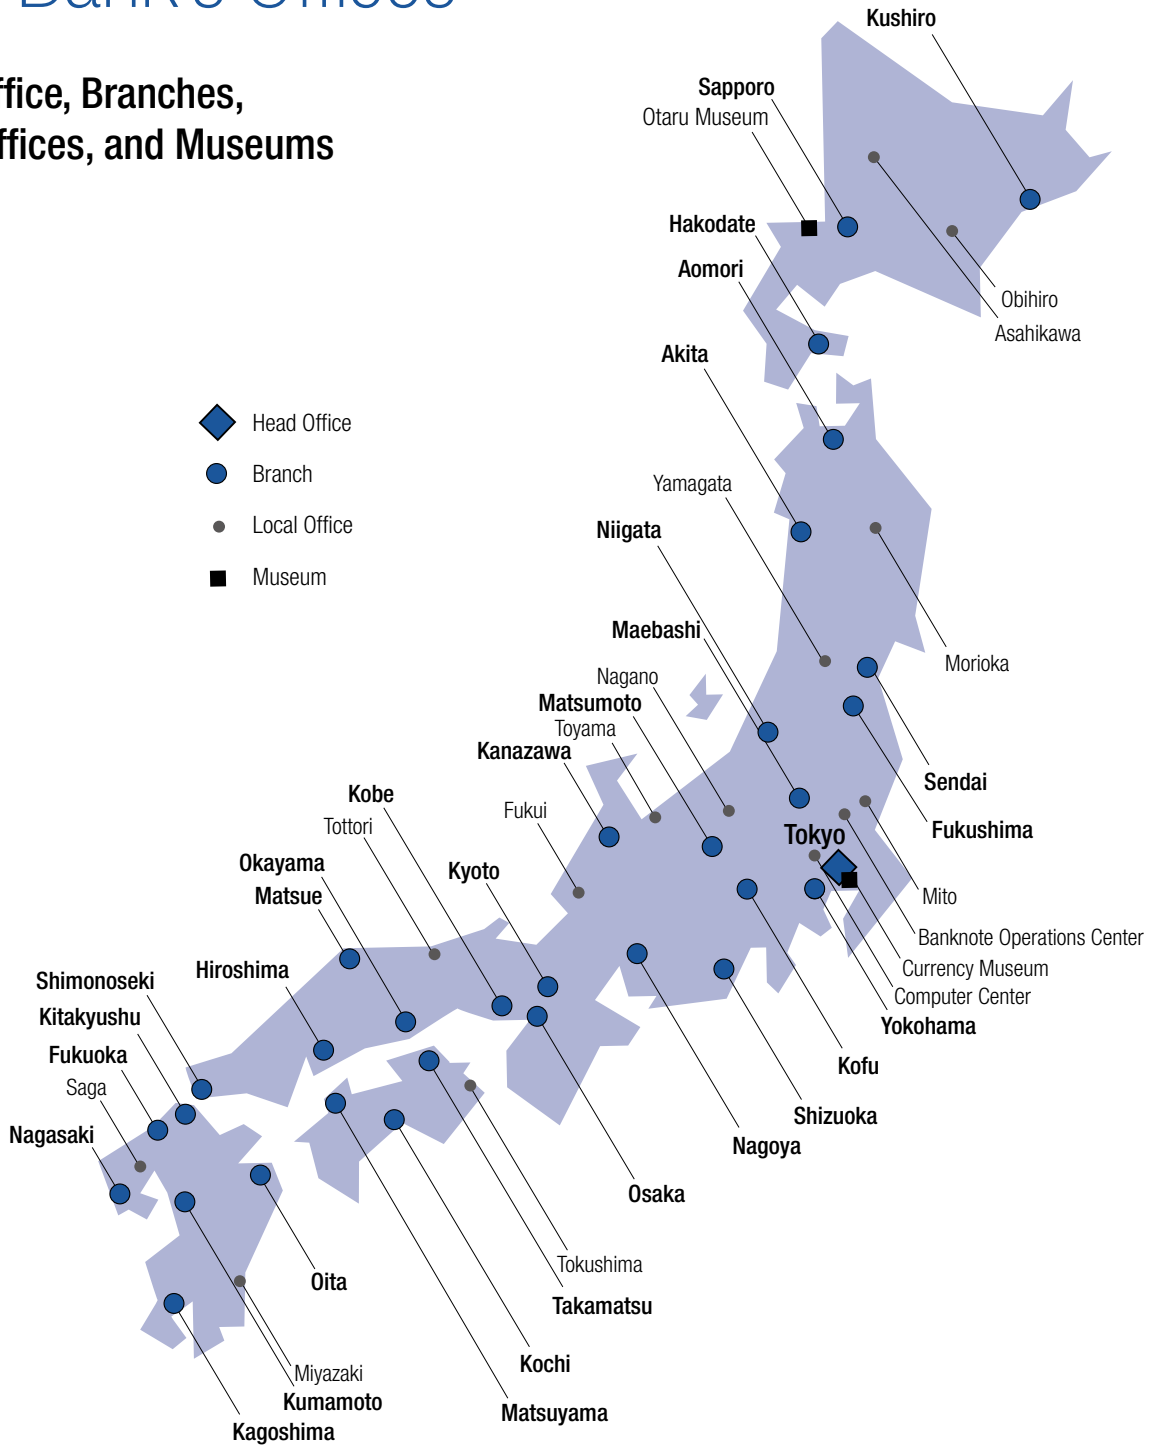 Bank's Offices
ffice, Branches,
ffices, and Museums
Kushiro
Sapporo
Otaru Museum
Hakodate
Aomori
Obihiro
Asahikawa
Akita
Head Office
Branch
Local Office
Museum
Yamagata
Niigata
Maebashi
Morioka
Nagano
Matsumoto
Toyama
Kanazawa
Sendai
Kobe
Fukui
Tottori
Tokyo
Fukushima
Okayama
Kyoto
Matsue
Mito
Banknote Operations Center
Hiroshima
Currency Museum
Shimonoseki
Computer Center
Kitakyushu
Yokohama
Fukuoka
Kofu
Saga
Shizuoka
Nagasaki
Nagoya
Osaka
Tokushima
Oita
Takamatsu
Kochi
Miyazaki
Kumamoto
Matsuyama
Kagoshima